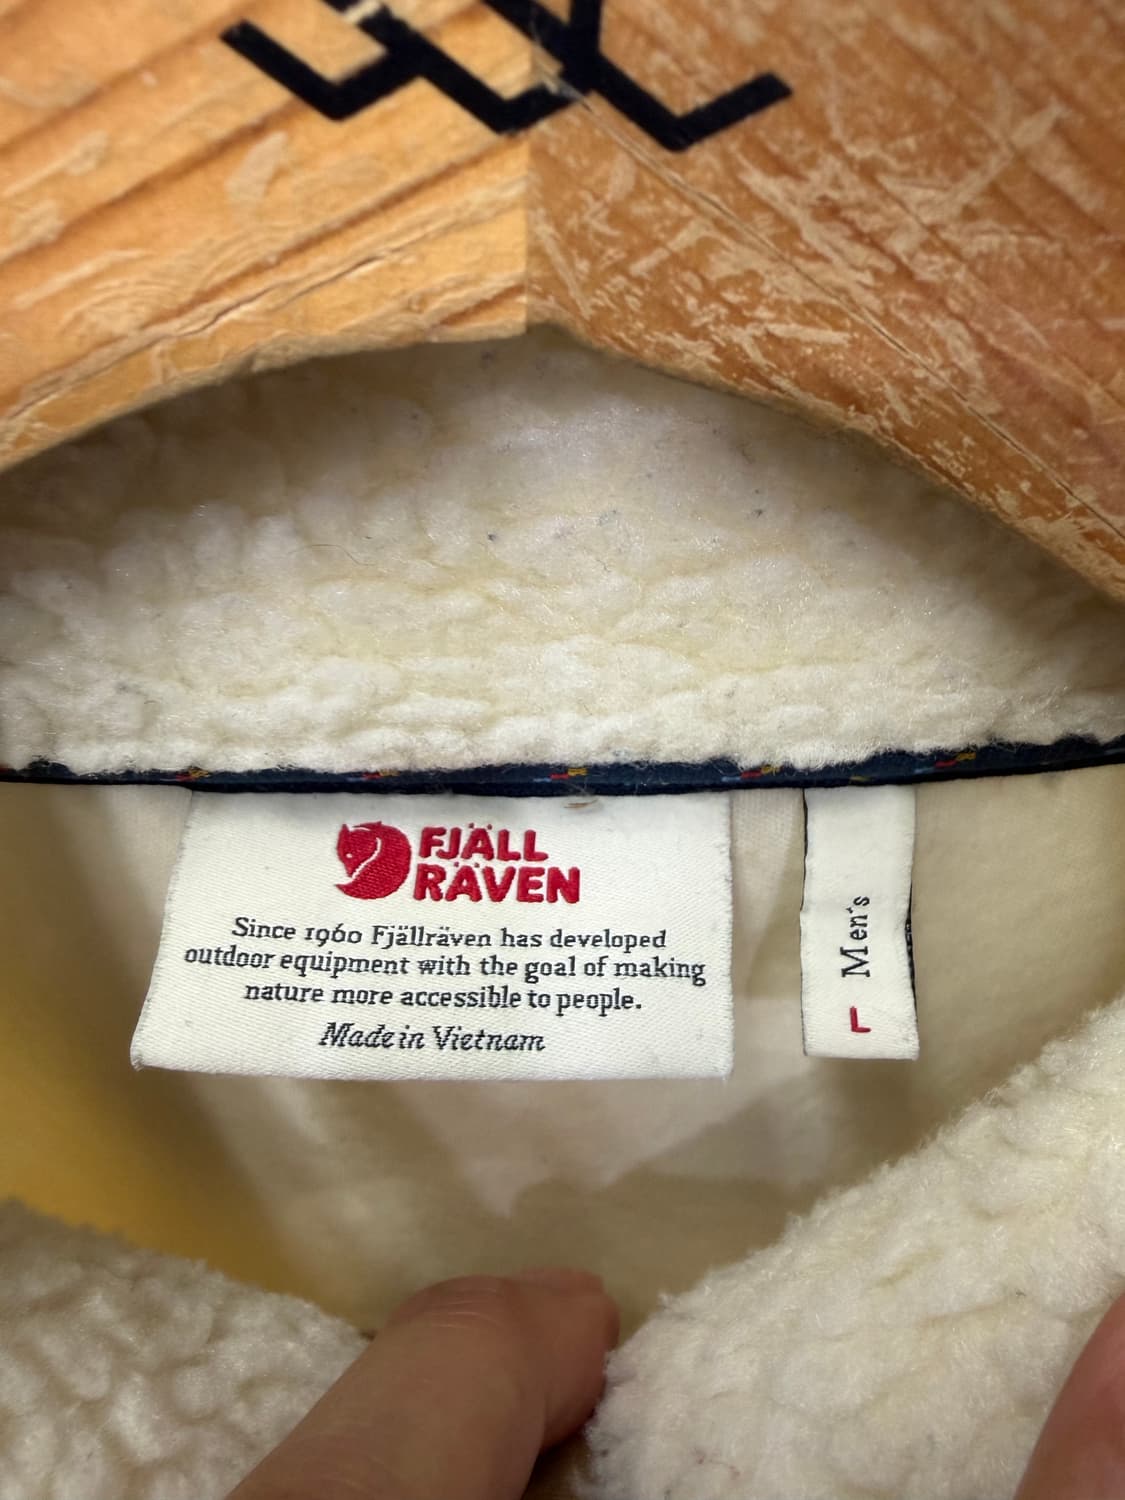 FJÄLL
RÄVEN
Since 1960 Fjällräven has developed
outdoor equipment with the goal of making
nature more accessible to people.
Made in Vietnam
L Men's